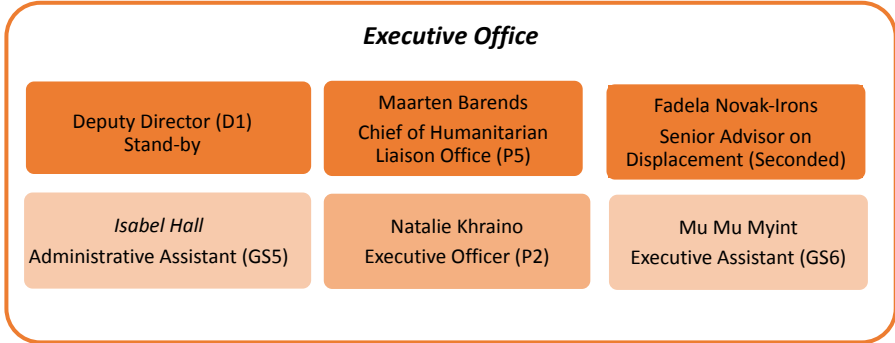 Executive Office
Deputy Director (D1)
Stand-by
Maarten Barends
Chief of Humanitarian
Liaison Office (P5)
Fadela Novak-Irons
Senior Advisor on
Displacement (Seconded)
Isabel Hall
Administrative Assistant (GS5)
Natalie Khraino
Executive Officer (P2)
Mu Mu Myint
Executive Assistant (GS6)